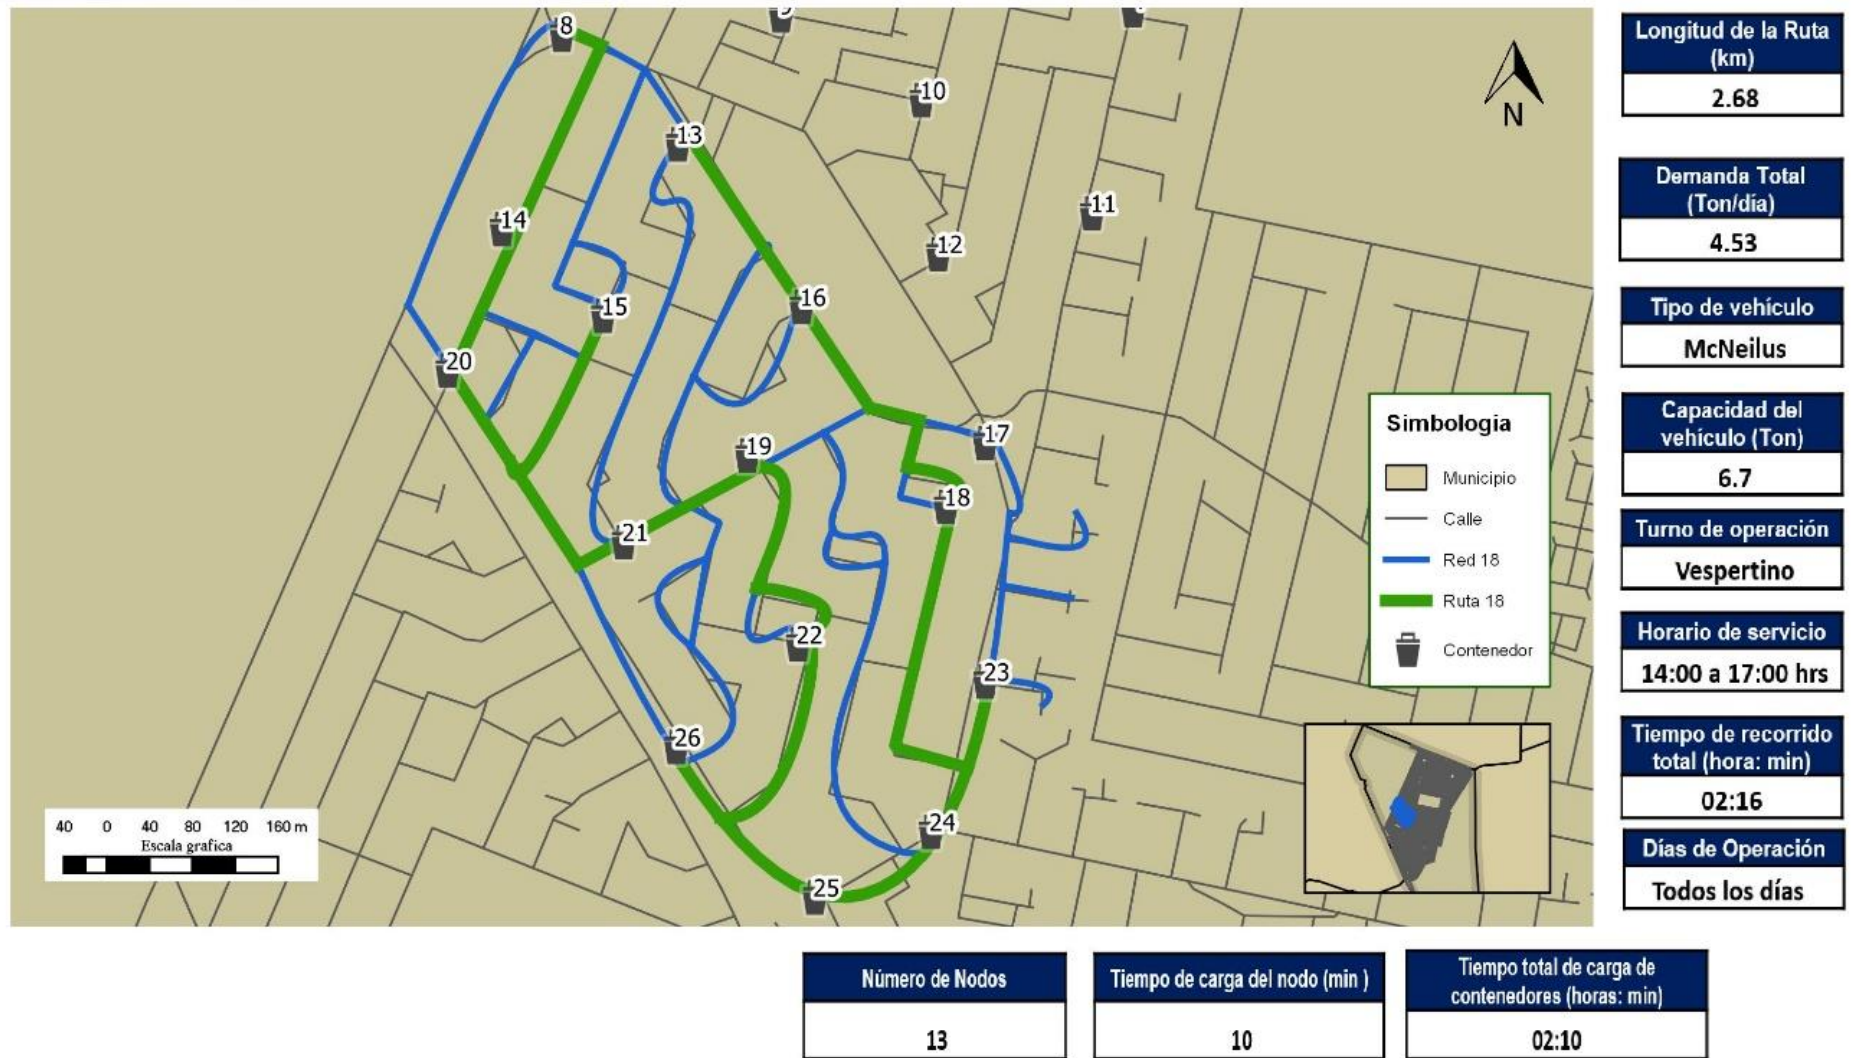 8
9
10
13
11
14
12
16
15
20
17
19
18
21
22
23
26
24
25
N
Simbología
Municipio
Calle
Red 18
Ruta 18
Contenedor
40 0 40 80 120 160 m
Escala grafica
Longitud de la Ruta
(km)
2.68
Demanda Total
(Ton/día)
4.53
Tipo de vehículo
McNeilus
Capacidad del
vehículo (Ton)
6.7
Turno de operación
Vespertino
Horario de servicio
14:00 a 17:00 hrs
Tiempo de recorrido
total (hora: min)
02:16
Días de Operación
Todos los días
Número de Nodos
13
Tiempo de carga del nodo (min )
10
Tiempo total de carga de
contenedores (horas: min)
02:10